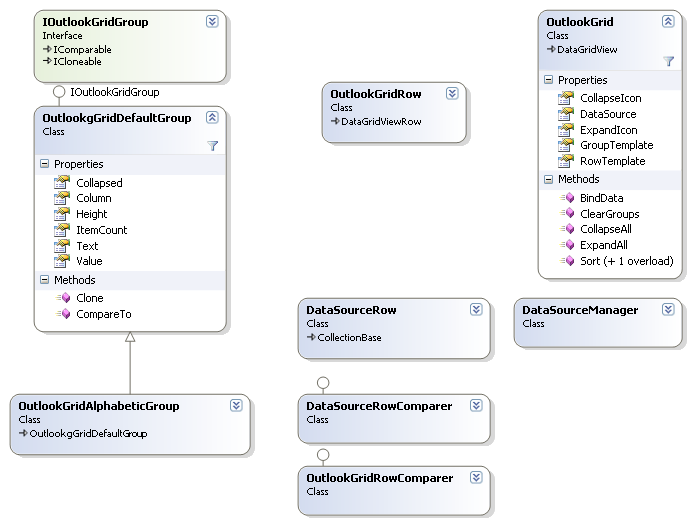 IOutlookGridGroup
Interface
IComparable
ICloneable
IOutlookGridGroup
OutlookgGridDefaultGroup
Class
Properties
Collapsed
Column
Height
ItemCount
Text
Value
Methods
Clone
CompareTo
OutlookGridAlphabeticGroup
Class
OutlookgGridDefaultGroup
OutlookGridRow
Class
DataGridViewRow
DataSourceRow
Class
CollectionBase
DataSourceRowComparer
Class
OutlookGridRowComparer
Class
OutlookGrid
Class
DataGridView
Properties
CollapseIcon
DataSource
ExpandIcon
GroupTemplate
RowTemplate
Methods
BindData
ClearGroups
CollapseAll
ExpandAll
Sort (+ 1 overload)
DataSourceManager
Class